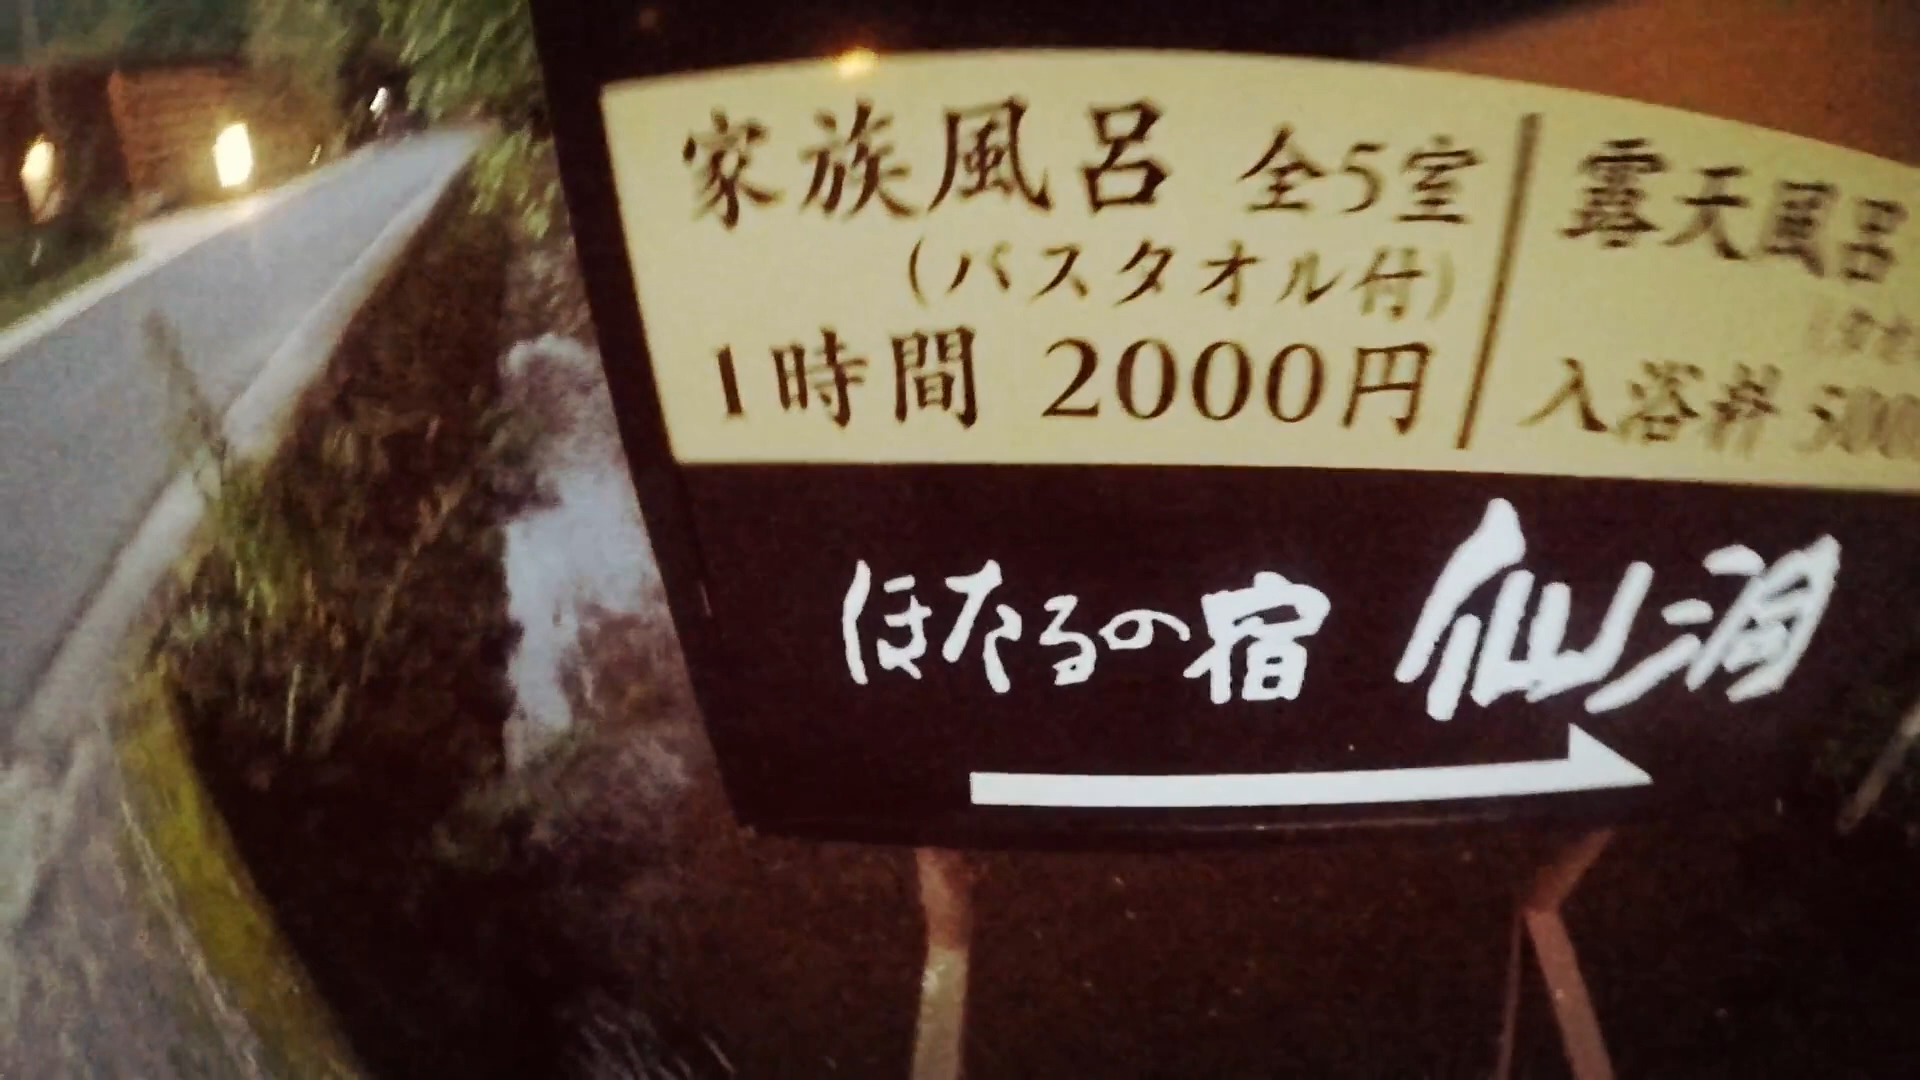 家族風呂 全5室
(バスタオル付)
1時間 2000円
露天風呂
入浴料 500
ほたるの宿 仙洞